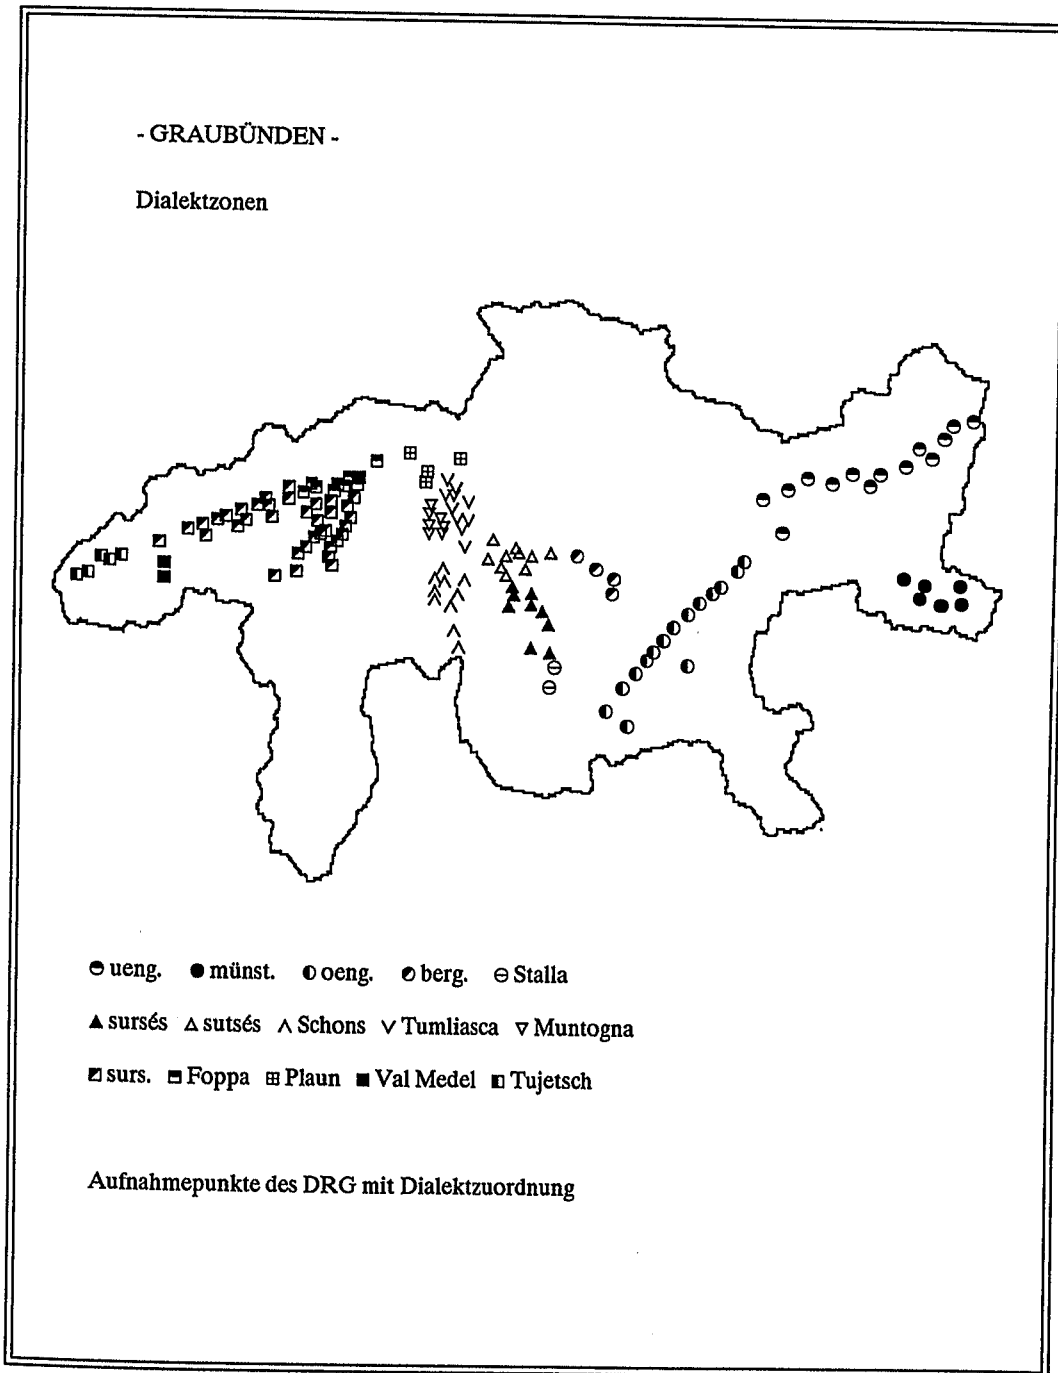 - GRAUBÜNDEN -
Dialektzonen
ueng. münst. oeng. berg. Stalla
sursés sutsés Schons Tumliasca Muntogna
surs. Foppa Plaun Val Medel Tujetsch
Aufnahmepunkte des DRG mit Dialektzuordnung